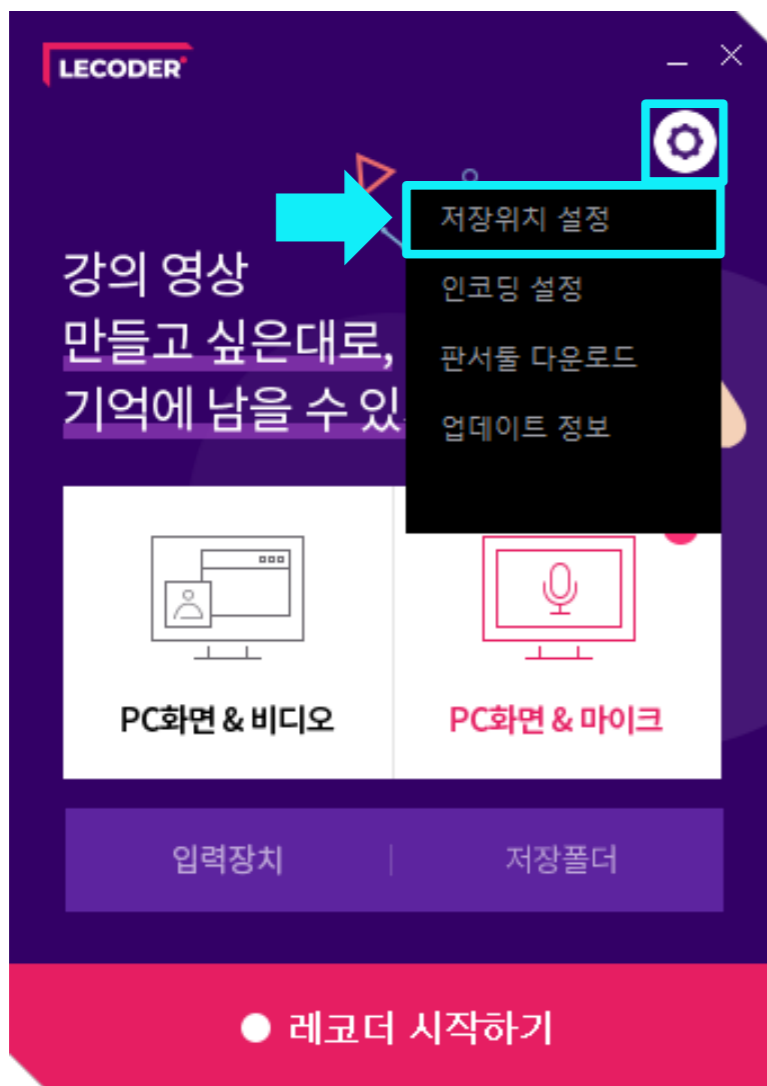 LECODER
저장위치 설정
인코딩 설정
판서툴 다운로드
업데이트 정보
강의 영상
만들고 싶은대로,
기억에 남을 수 있
PC화면 & 비디오
PC화면 & 마이크
입력장치
저장폴더
레코더 시작하기